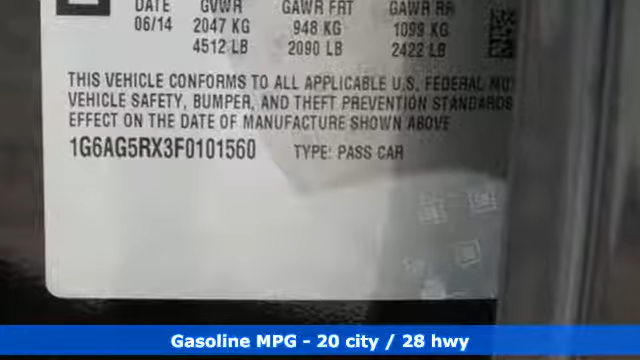 DATE GVWR GAWR FRT GAWR RR
06/14 2047 KG 948 KG 1099 KG
4512 LB 2090 LB 2422 LB
THIS VEHICLE CONFORMS TO ALL APPLICABLE U.S. FEDERAL MOT
VEHICLE SAFETY, BUMPER, AND THEFT PREVENTION STANDARDS
EFFECT ON THE DATE OF MANUFACTURE SHOWN ABOVE
1G6AG5RX3F0101560 TYPE: PASS CAR
Gasoline MPG - 20 city / 28 hwy